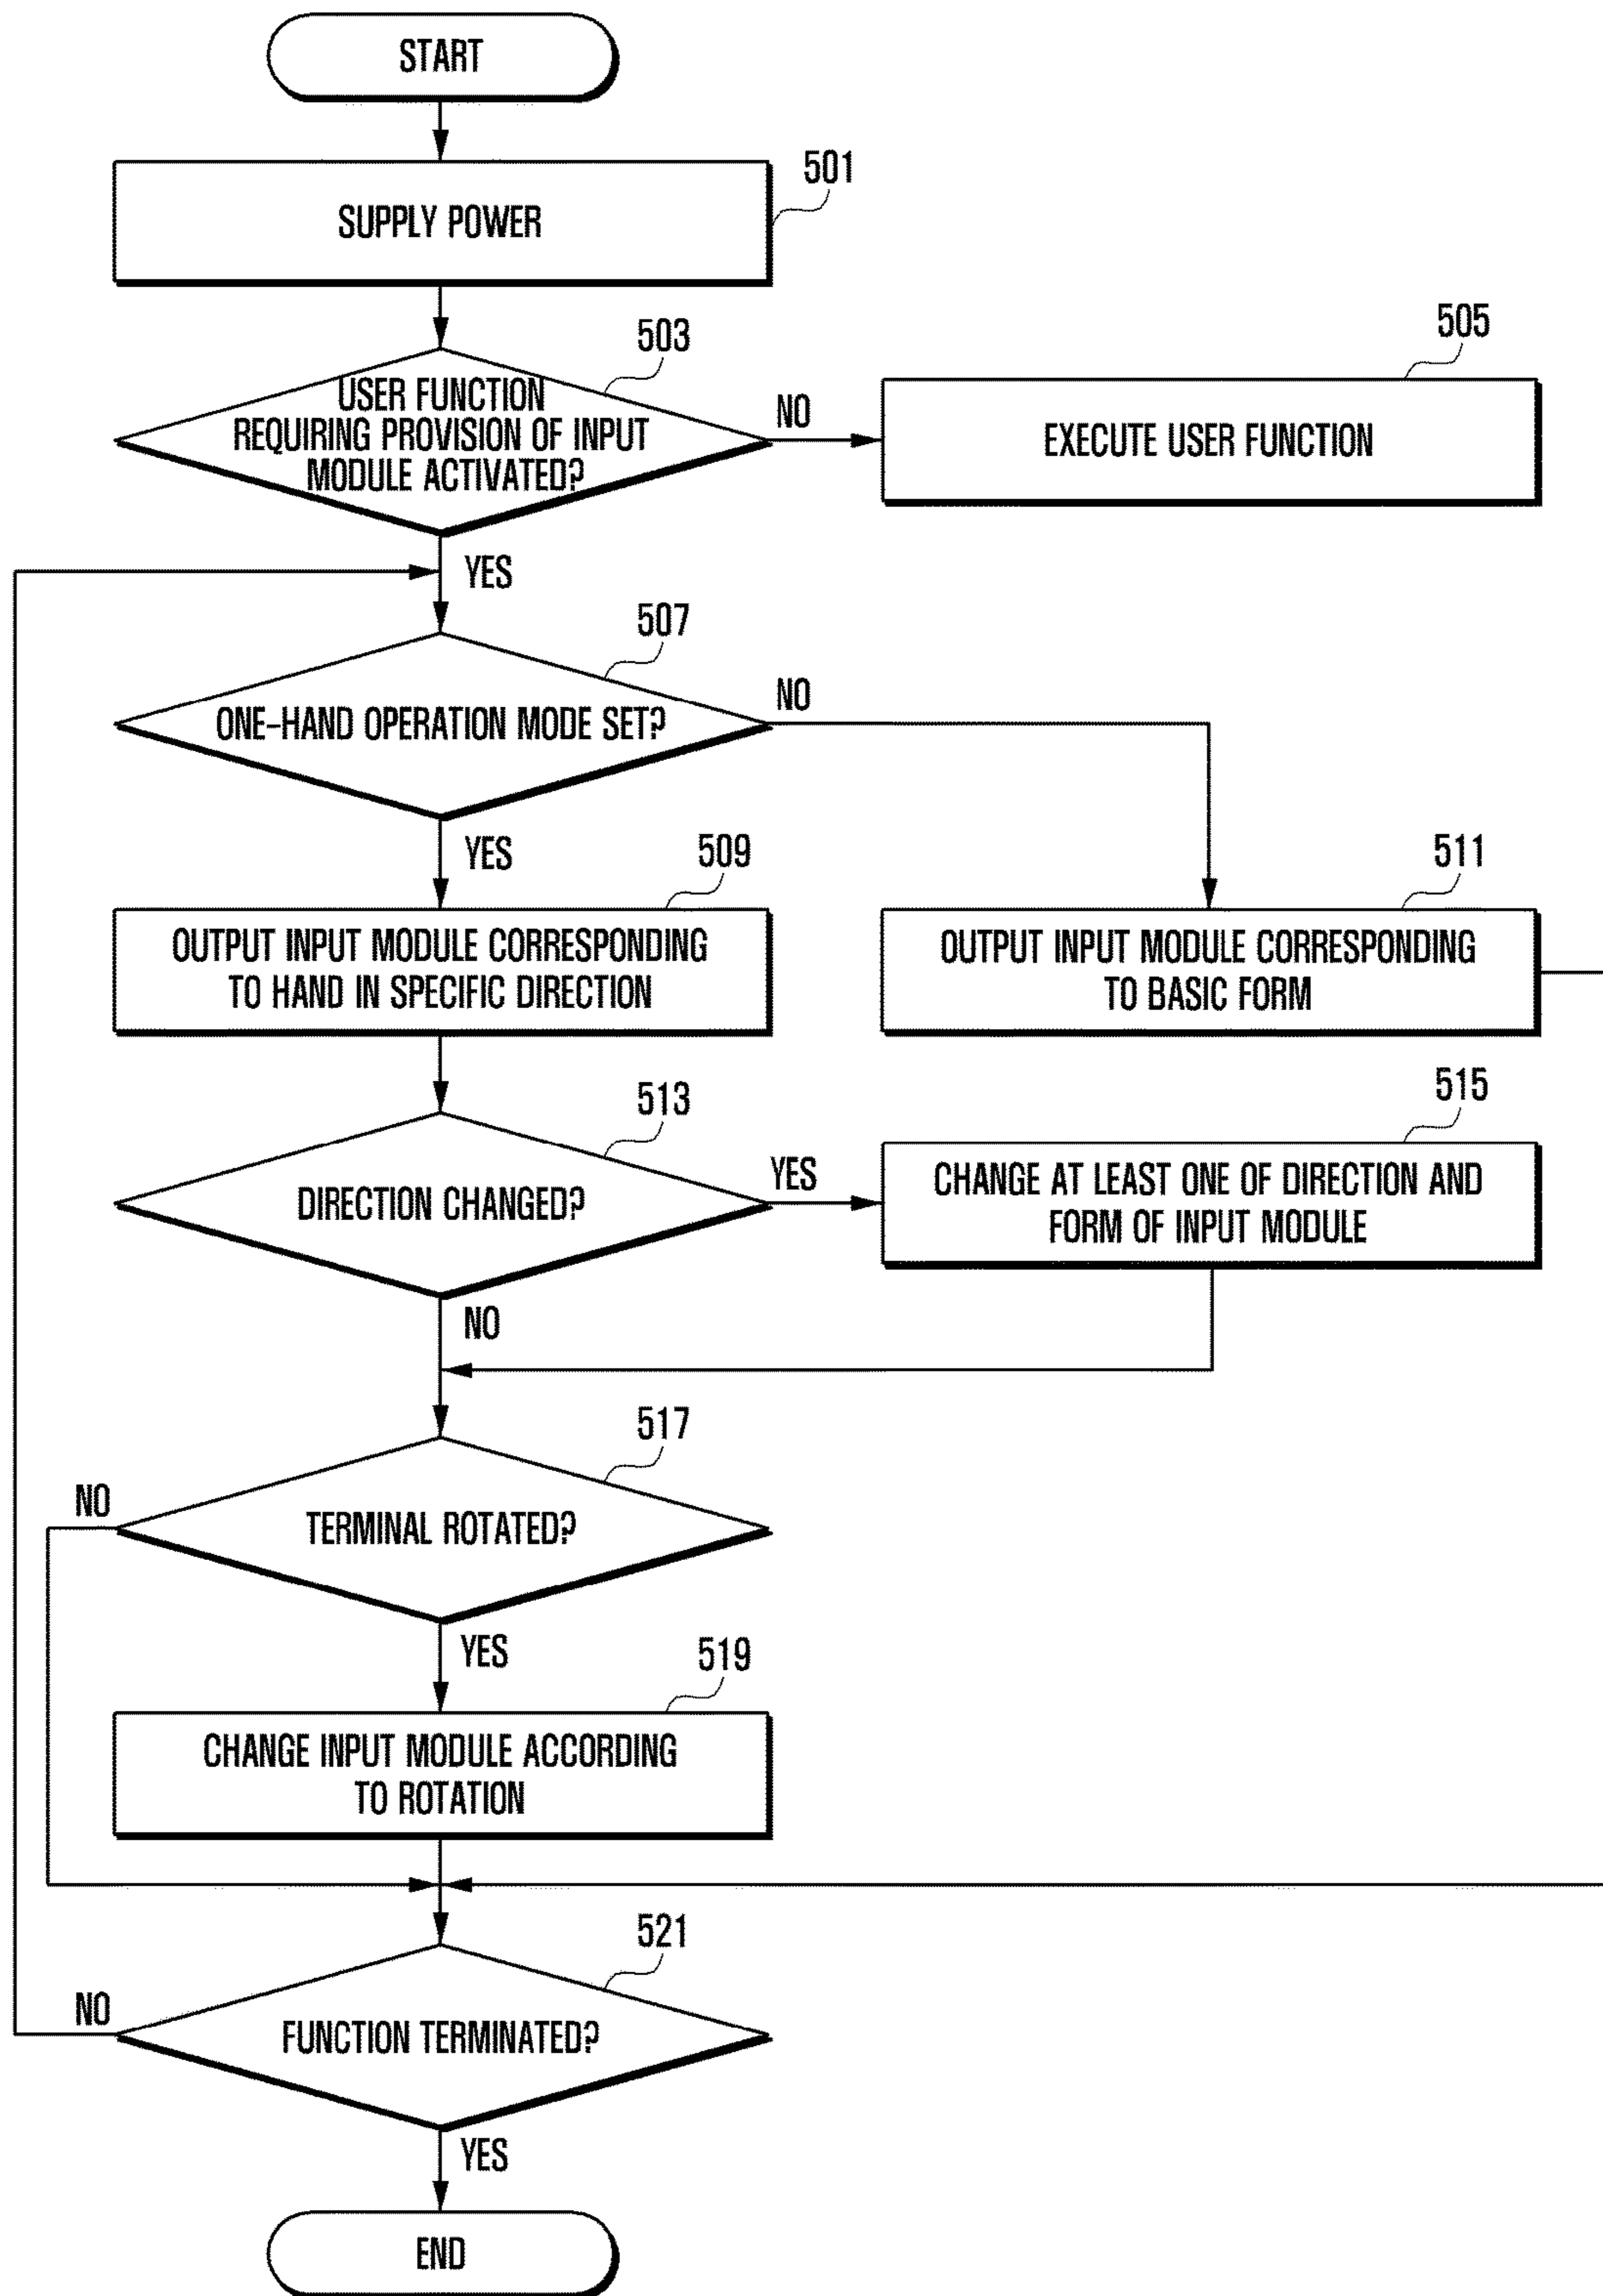 START
501
SUPPLY POWER
503
USER FUNCTION
REQUIRING PROVISION OF INPUT
MODULE ACTIVATED?
NO
505
EXECUTE USER FUNCTION
YES
507
ONE-HAND OPERATION MODE SET?
NO
YES
509
OUTPUT INPUT MODULE CORRESPONDING
TO HAND IN SPECIFIC DIRECTION
511
OUTPUT INPUT MODULE CORRESPONDING
TO BASIC FORM
513
DIRECTION CHANGED?
YES
515
CHANGE AT LEAST ONE OF DIRECTION AND
FORM OF INPUT MODULE
NO
517
NO
TERMINAL ROTATED?
YES
519
CHANGE INPUT MODULE ACCORDING
TO ROTATION
521
NO
FUNCTION TERMINATED?
YES
END